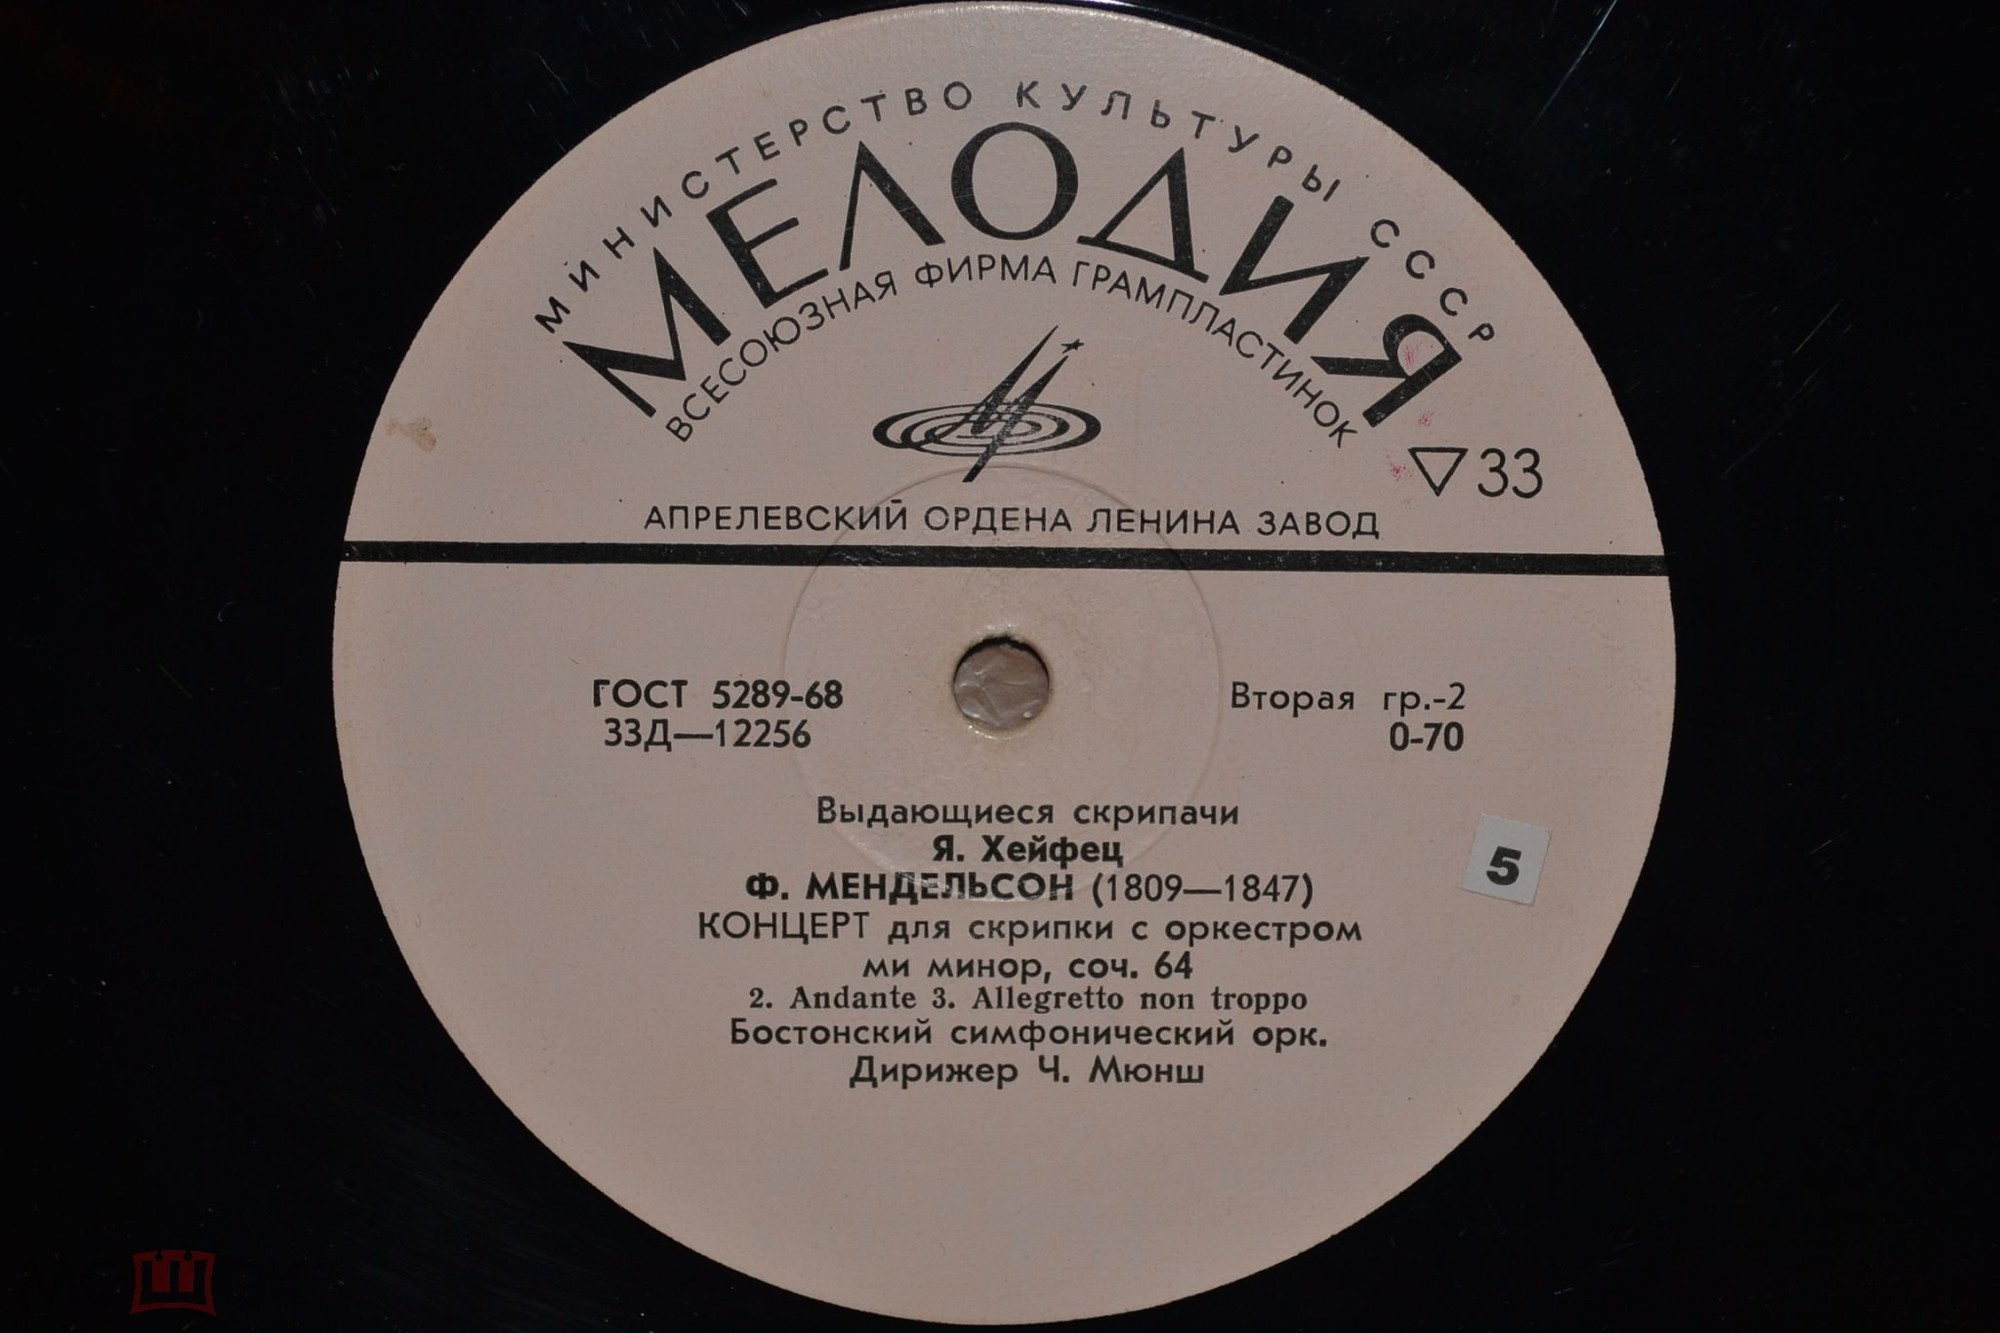 МИНИСТЕРСТВО КУЛЬТУРЫ СССР
МЕЛОДИЯ
ВСЕСОЮЗНАЯ ФИРМА ГРАМПЛАСТИНОК
33
АПРЕЛЕВСКИЙ ОРДЕНА ЛЕНИНА ЗАВОД
ГОСТ 5289-68
33Д—12256
Вторая гр.-2
0-70
Выдающиеся скрипачи
Я. Хейфец
Ф. МЕНДЕЛЬСОН (1809—1847)
КОНЦЕРТ для скрипки с оркестром
ми минор, соч. 64
2. Andante 3. Allegretto non troppo
Бостонский симфонический орк.
Дирижер Ч. Мюнш
5